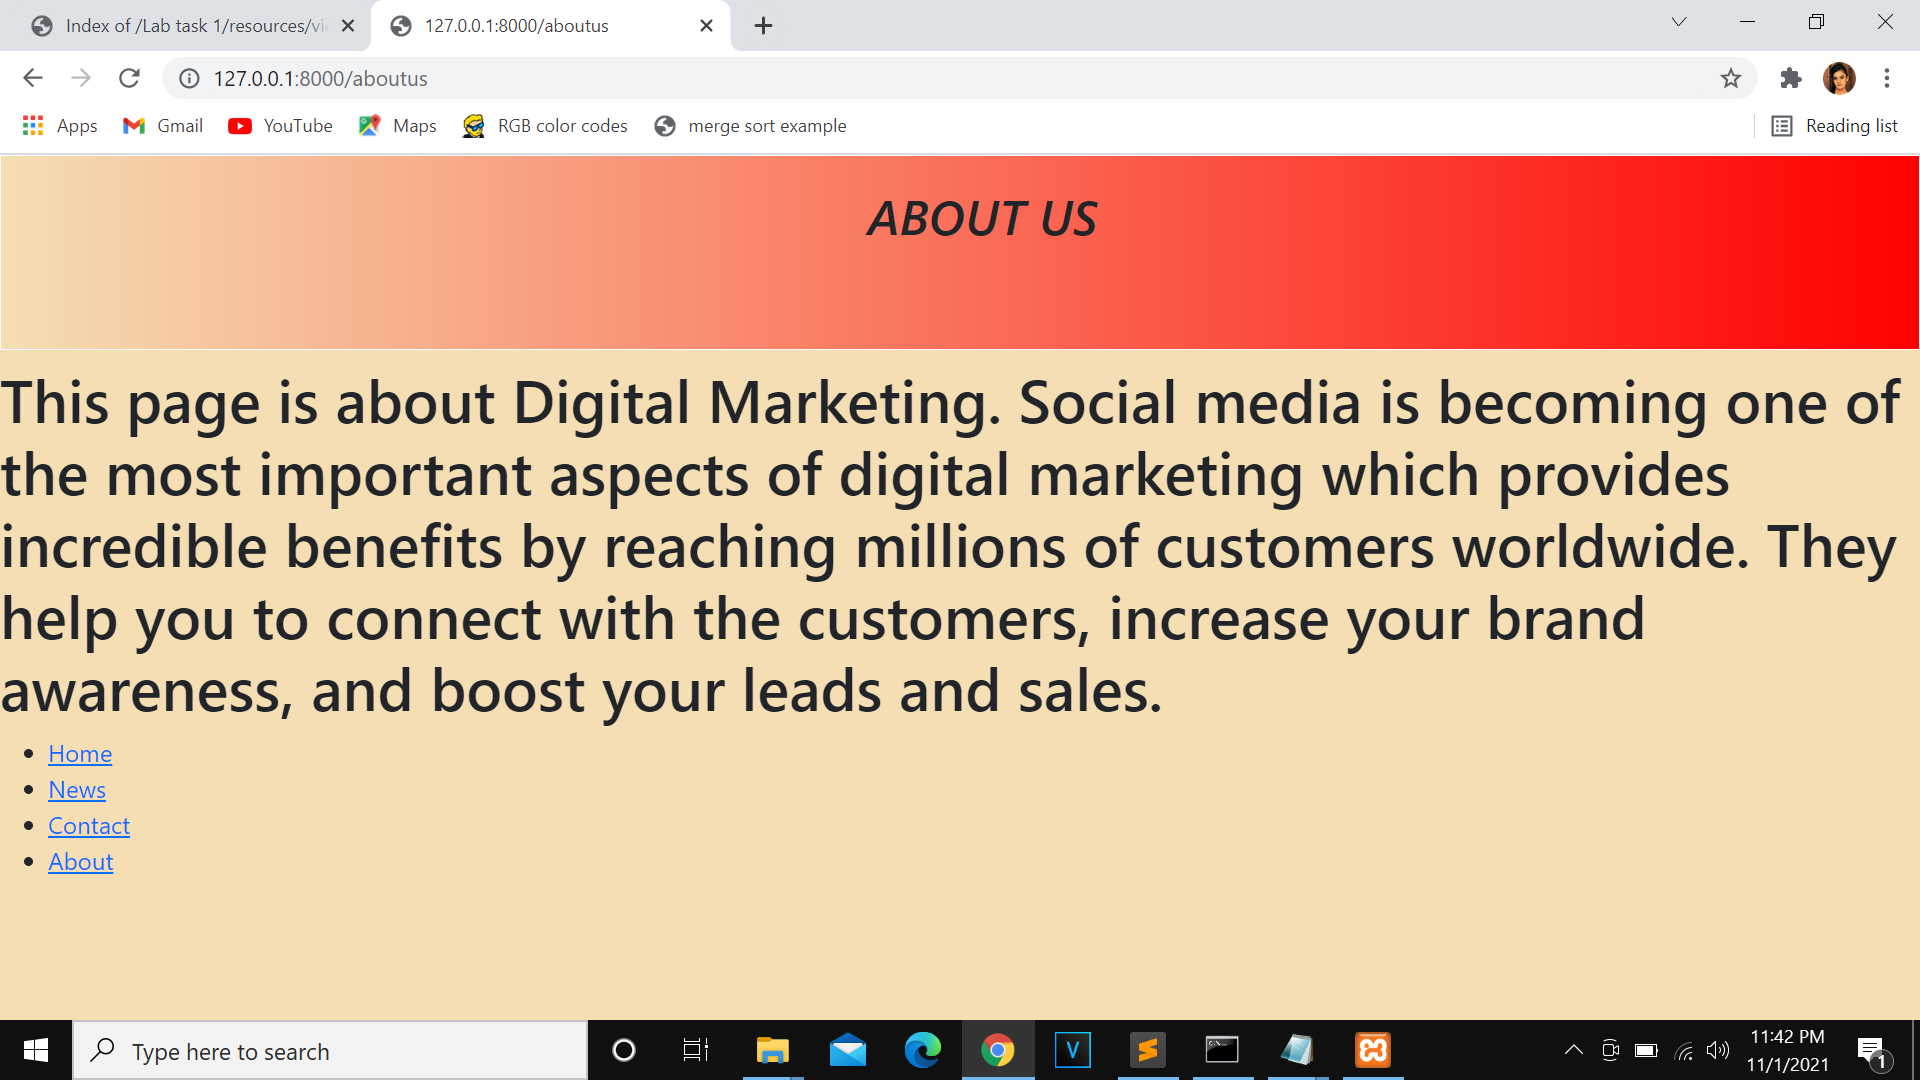 Index of /Lab task 1/resources/vi
127.0.0.1:8000/aboutus
127.0.0.1:8000/aboutus
Apps
Gmail
YouTube
Maps
RGB color codes
merge sort example
Reading list
ABOUT US
This page is about Digital Marketing. Social media is becoming one of
the most important aspects of digital marketing which provides
incredible benefits by reaching millions of customers worldwide. They
help you to connect with the customers, increase your brand
awareness, and boost your leads and sales.
Home
News
Contact
About
Type here to search
11:42 PM
11/1/2021
1